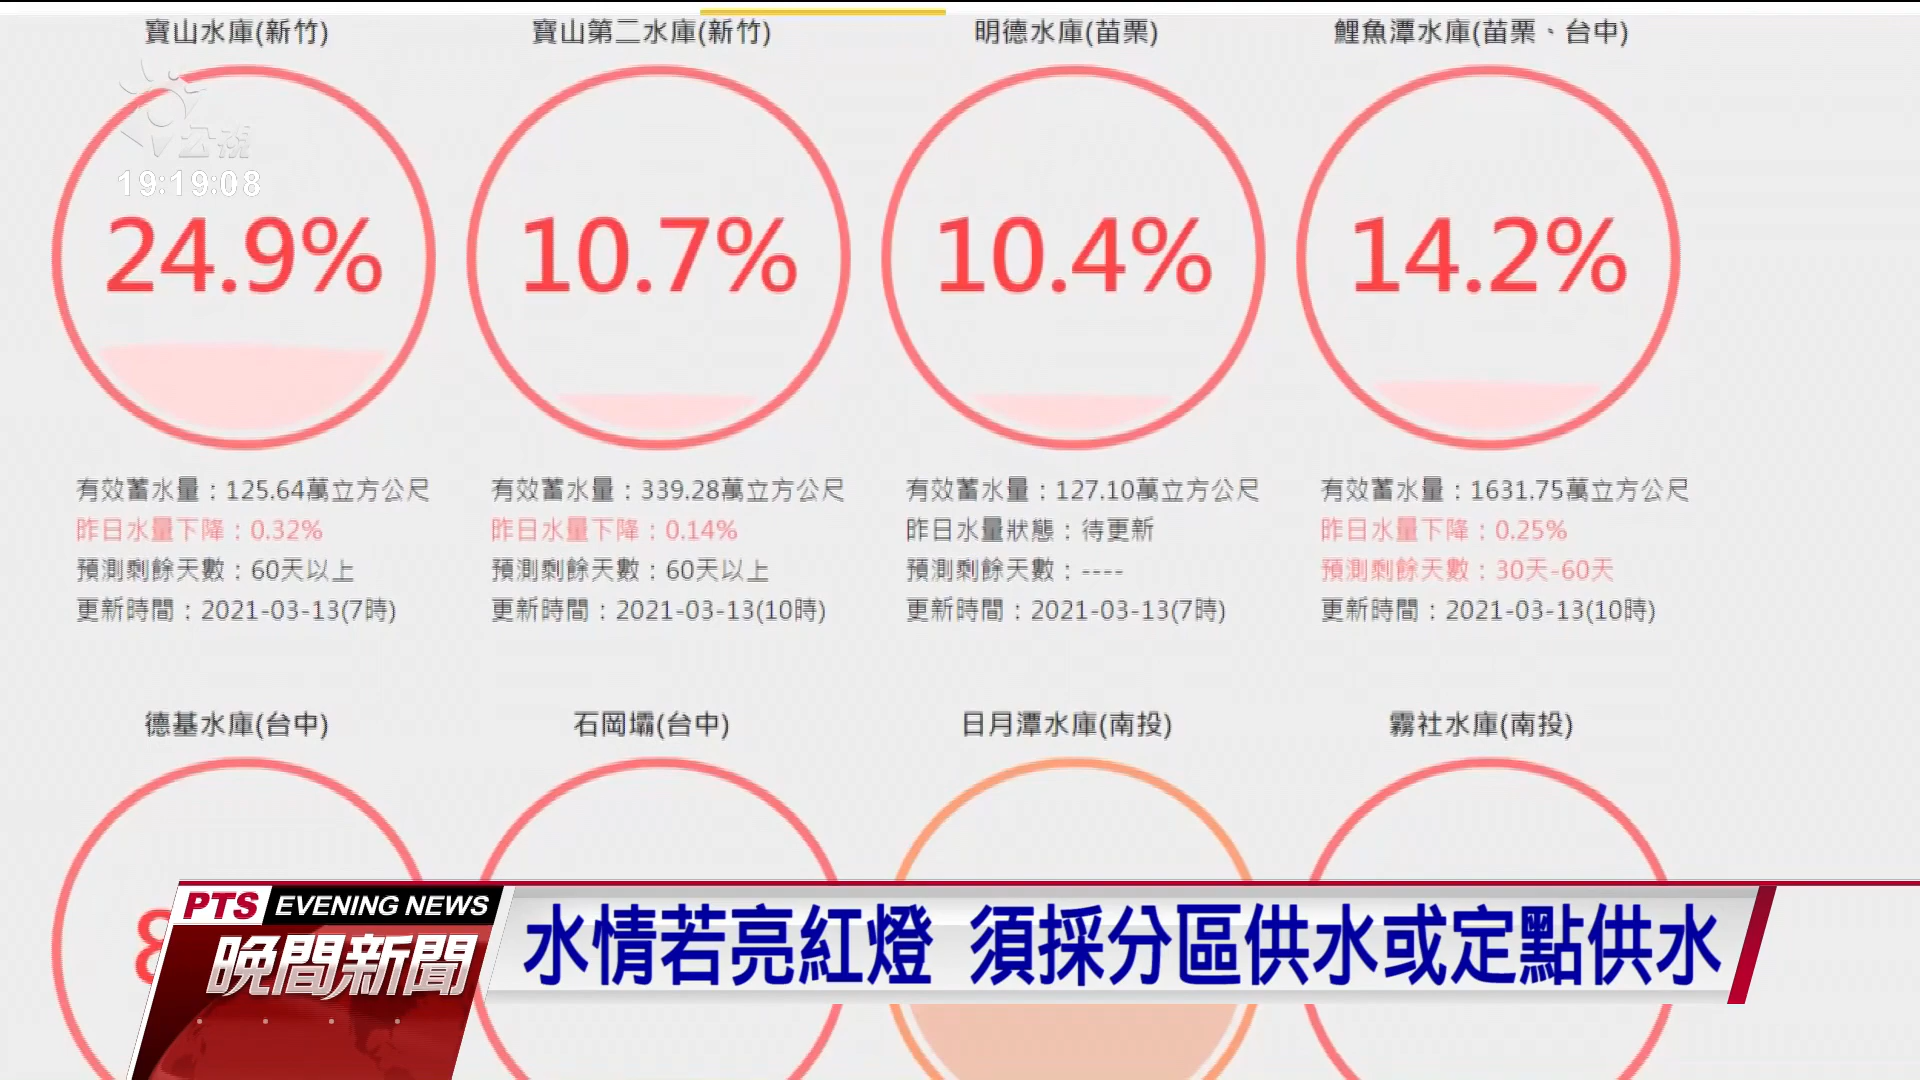 寶山水庫(新竹)
寶山第二水庫(新竹)
明德水庫(苗栗)
鯉魚潭水庫(苗栗、台中)
公視
19:19:08
24.9%
10.7%
10.4%
14.2%
有效蓄水量：125.64萬立方公尺
昨日水量下降：0.32%
預測剩餘天數：60天以上
更新時間：2021-03-13(7時)
有效蓄水量：339.28萬立方公尺
昨日水量下降：0.14%
預測剩餘天數：60天以上
更新時間：2021-03-13(10時)
有效蓄水量：127.10萬立方公尺
昨日水量狀態：待更新
預測剩餘天數：----
更新時間：2021-03-13(7時)
有效蓄水量：1631.75萬立方公尺
昨日水量下降：0.25%
預測剩餘天數：30天-60天
更新時間：2021-03-13(10時)
德基水庫(台中)
石岡壩(台中)
日月潭水庫(南投)
霧社水庫(南投)
PTS EVENING NEWS
晚間新聞
水情若亮紅燈 須採分區供水或定點供水